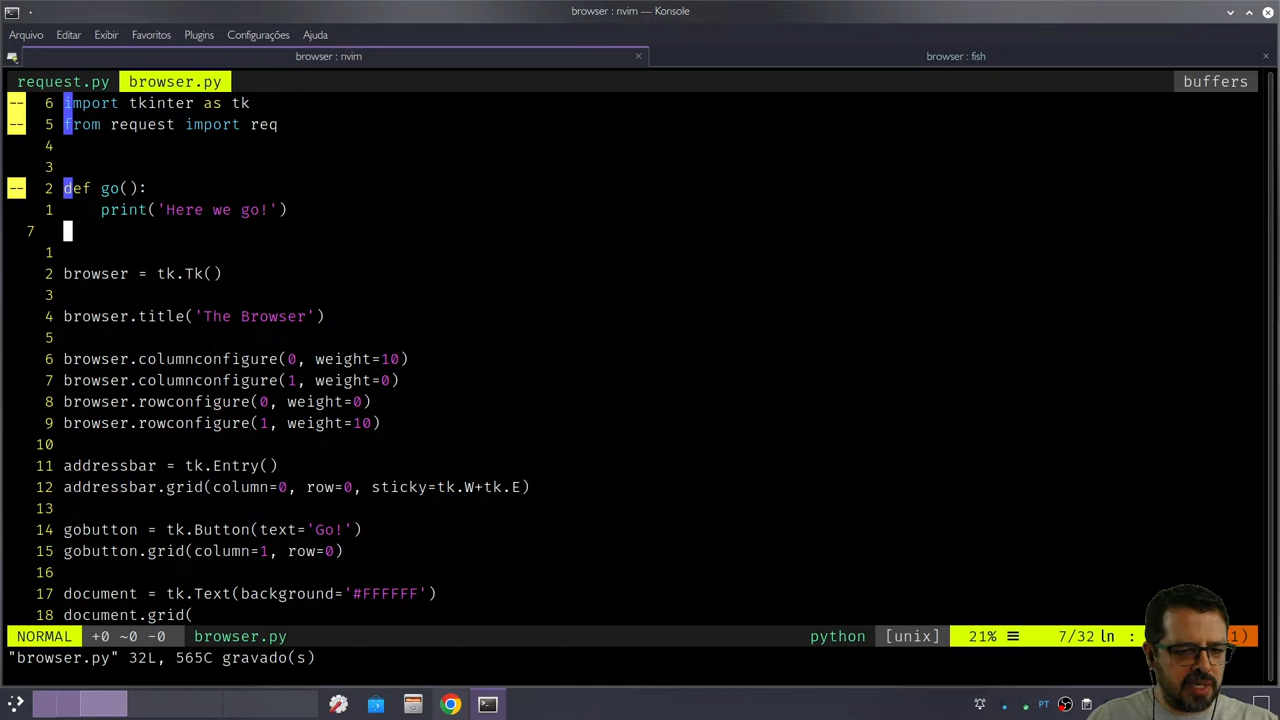 browser : nvim — Konsole
Arquivo Editar Exibir Favoritos Plugins Configurações Ajuda
browser : nvim × browser : fish ×
request.py browser.py buffers
-- 6 import tkinter as tk
-- 5 from request import req
4
3
-- 2 def go():
1 print('Here we go!')
7
1
2 browser = tk.Tk()
3
4 browser.title('The Browser')
5
6 browser.columnconfigure(0, weight=10)
7 browser.columnconfigure(1, weight=0)
8 browser.rowconfigure(0, weight=0)
9 browser.rowconfigure(1, weight=10)
10
11 addressbar = tk.Entry()
12 addressbar.grid(column=0, row=0, sticky=tk.W+tk.E)
13
14 gobutton = tk.Button(text='Go!')
15 gobutton.grid(column=1, row=0)
16
17 document = tk.Text(background='#FFFFFF')
18 document.grid(
NORMAL +0 ~0 -0 browser.py python [unix] 21% ☰ 7/32 ln : 1)
"browser.py" 32L, 565C gravado(s)
PT